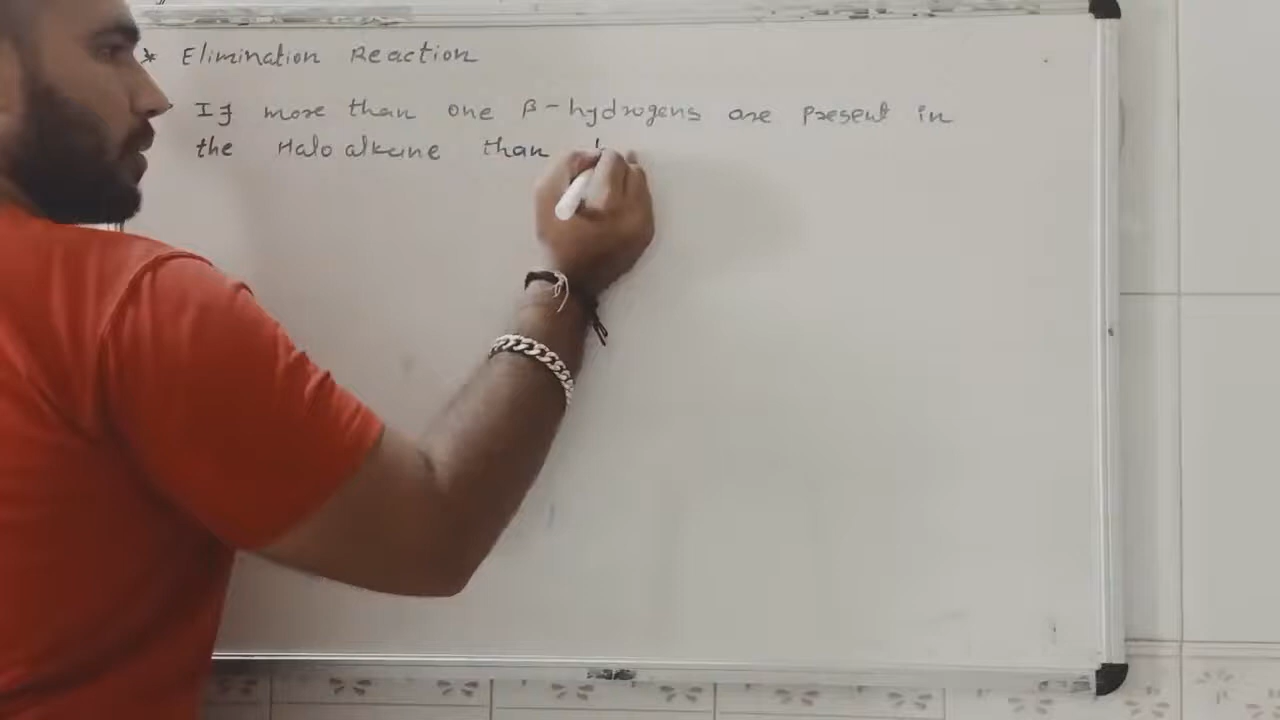 * Elimination Reaction
If more than one β-hydrogens are present in
the Haloalkane than